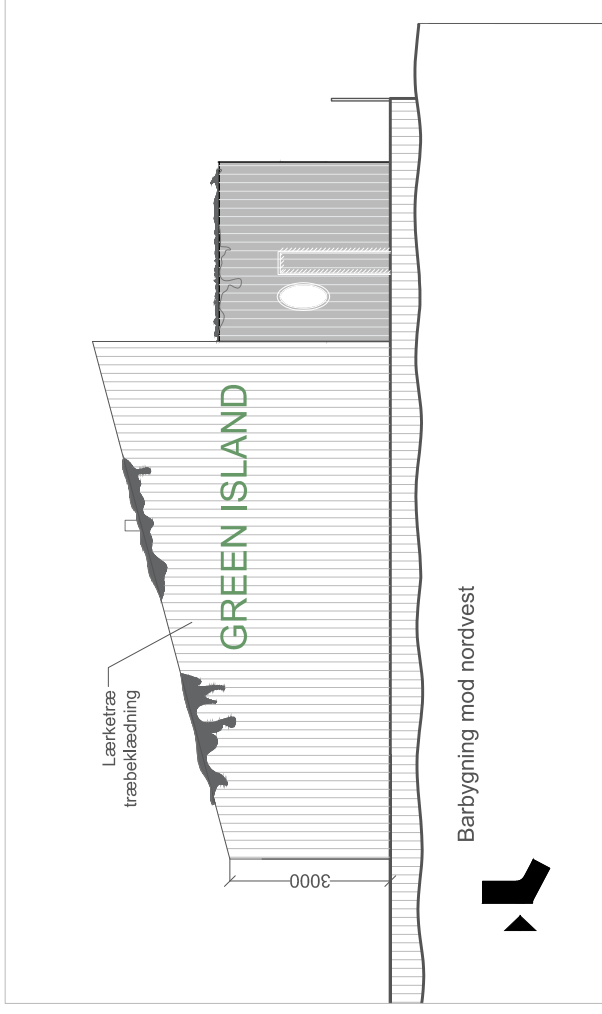 Lærketræ
træbeklædning
GREEN ISLAND
3000
Barbygning mod nordvest